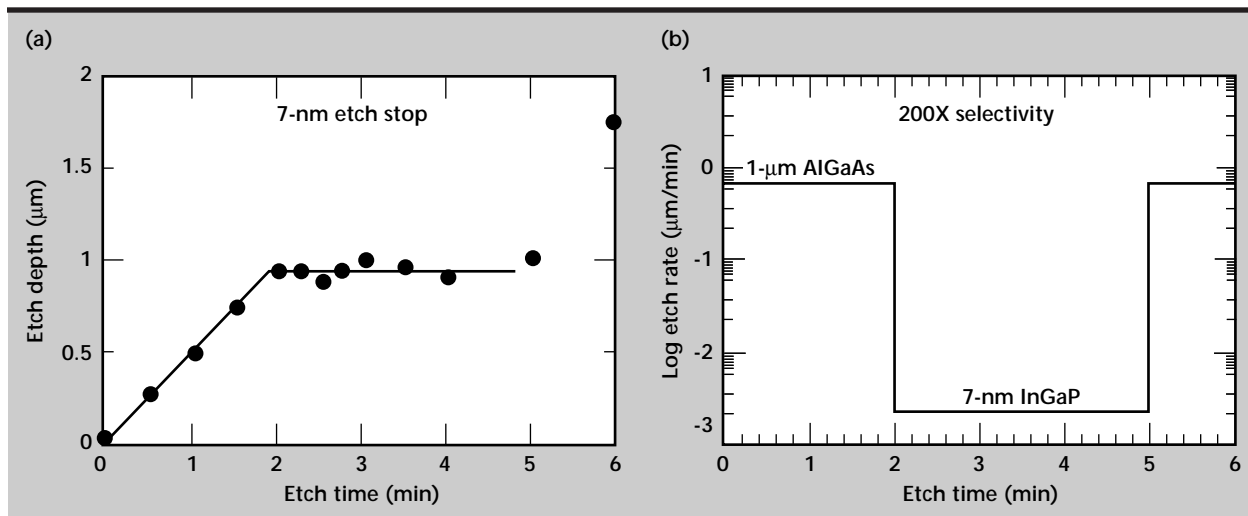 (a)
7-nm etch stop
2
1.5
1
0.5
0
Etch depth (μm)
0 1 2 3 4 5 6
Etch time (min)
(b)
200X selectivity
1
0
-1
-2
-3
Log etch rate (μm/min)
1-μm AlGaAs
7-nm InGaP
0 1 2 3 4 5 6
Etch time (min)